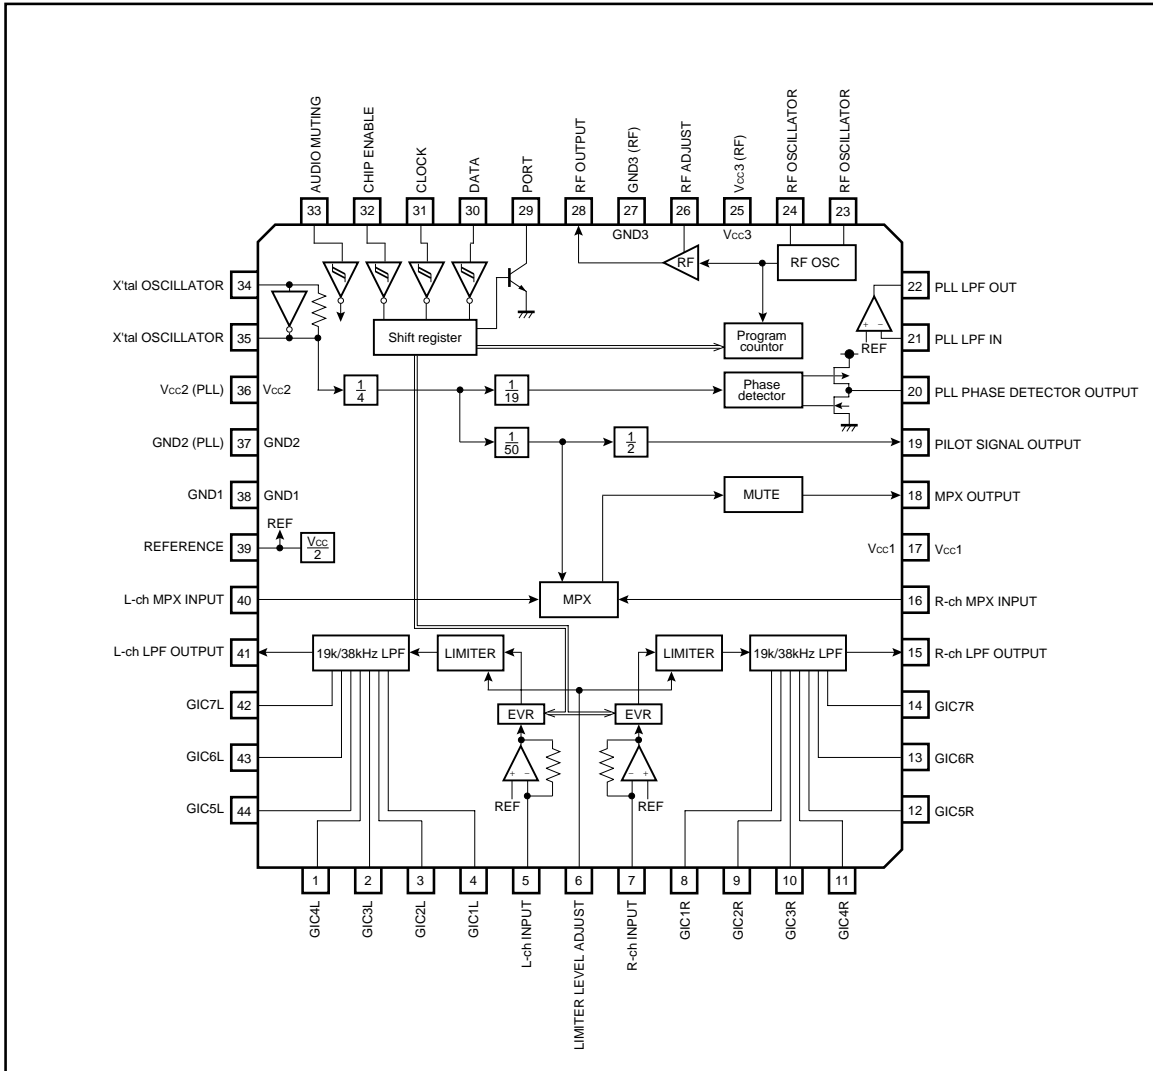 AUDIO MUTING
CHIP ENABLE
CLOCK
DATA
PORT
RF OUTPUT
GND3 (RF)
RF ADJUST
Vcc3 (RF)
RF OSCILLATOR
RF OSCILLATOR
33
32
31
30
29
28
27
26
25
24
23
GND3
Vcc3
RF
RF OSC
X'tal OSCILLATOR
34
22
PLL LPF OUT
X'tal OSCILLATOR
35
Shift register
Program
countor
+
−
REF
21
PLL LPF IN
Vcc2 (PLL)
36
Vcc2
1
4
1
19
Phase
detector
20
PLL PHASE DETECTOR OUTPUT
GND2 (PLL)
37
GND2
1
50
1
2
19
PILOT SIGNAL OUTPUT
GND1
38
GND1
MUTE
18
MPX OUTPUT
REFERENCE
39
REF
Vcc
2
Vcc1
17
Vcc1
L-ch MPX INPUT
40
MPX
16
R-ch MPX INPUT
L-ch LPF OUTPUT
41
19k/38kHz LPF
LIMITER
LIMITER
19k/38kHz LPF
15
R-ch LPF OUTPUT
GIC7L
42
EVR
EVR
14
GIC7R
GIC6L
43
+
−
−
+
13
GIC6R
REF
REF
GIC5L
44
12
GIC5R
1
2
3
4
5
6
7
8
9
10
11
GIC4L
GIC3L
GIC2L
GIC1L
L-ch INPUT
LIMITER LEVEL ADJUST
R-ch INPUT
GIC1R
GIC2R
GIC3R
GIC4R